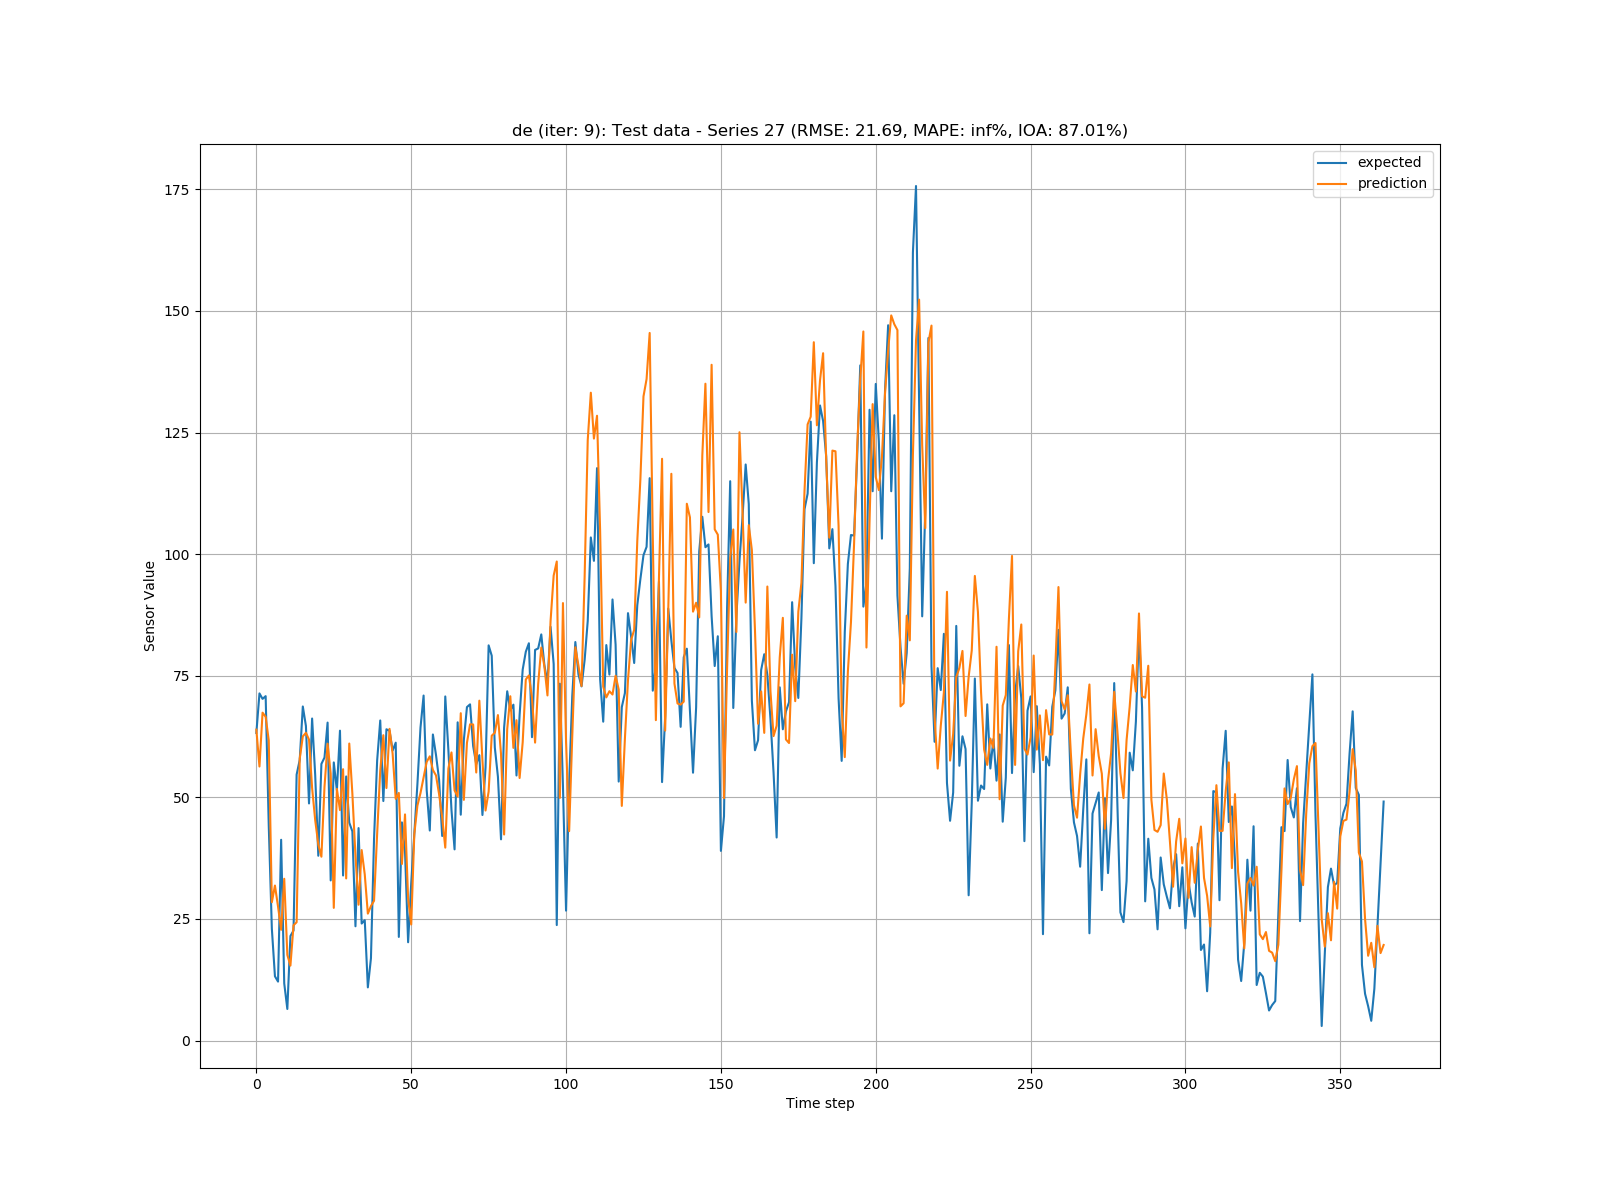 de (iter: 9): Test data - Series 27 (RMSE: 21.69, MAPE: inf%, IOA: 87.01%)
expected
prediction
175
150
125
100
75
50
25
0
Sensor Value
0 50 100 150 200 250 300 350
Time step